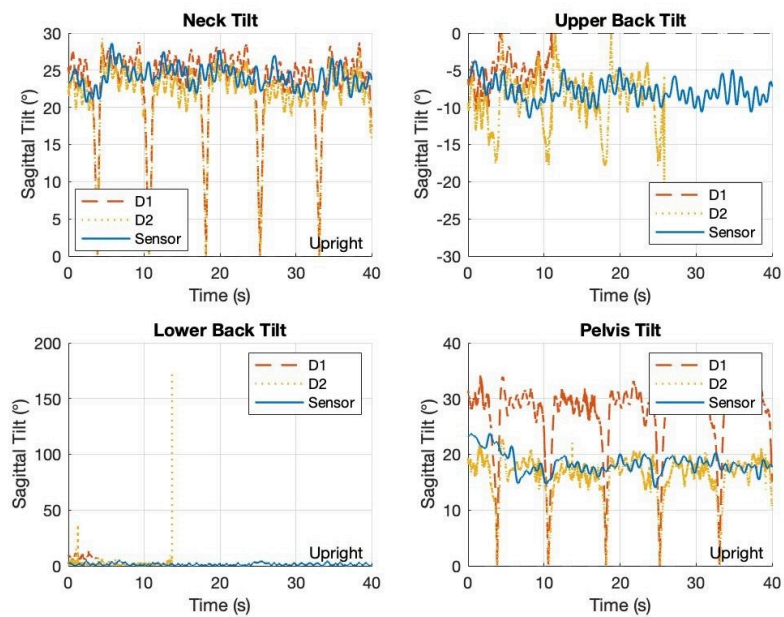 Neck Tilt
30
25
20
15
10
5
0
Sagittal Tilt (°)
D1
D2
Sensor
Upright
0 10 20 30 40
Time (s)
Upper Back Tilt
0
-5
-10
-15
-20
-25
-30
Sagittal Tilt (°)
D1
D2
Sensor
Upright
0 10 20 30 40
Time (s)
Lower Back Tilt
200
150
100
50
0
Sagittal Tilt (°)
D1
D2
Sensor
Upright
0 10 20 30 40
Time (s)
Pelvis Tilt
40
30
20
10
0
Sagittal Tilt (°)
D1
D2
Sensor
Upright
0 10 20 30 40
Time (s)